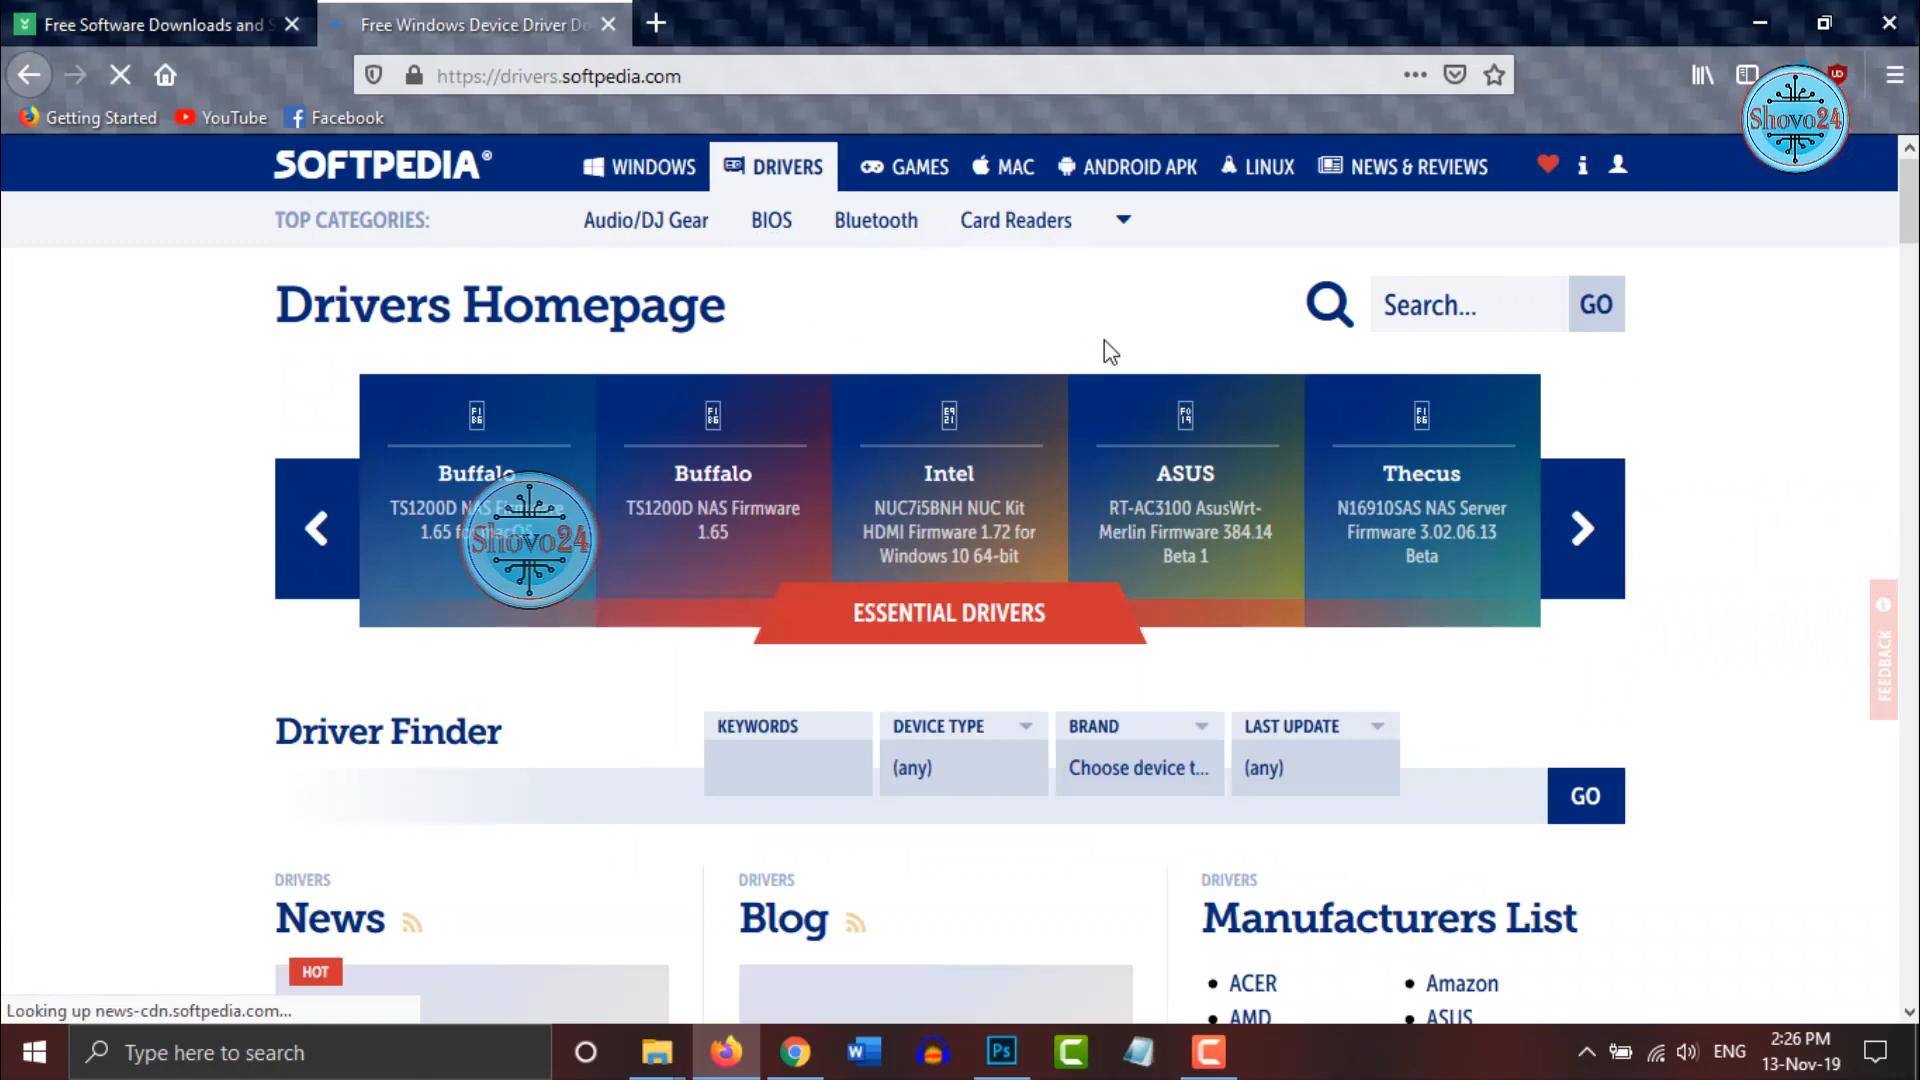 Free Software Downloads and S
Free Windows Device Driver Do
https://drivers.softpedia.com
UD
Getting Started
YouTube
Facebook
Shovo24
SOFTPEDIA®
WINDOWS
DRIVERS
GAMES
MAC
ANDROID APK
LINUX
NEWS & REVIEWS
TOP CATEGORIES:
Audio/DJ Gear
BIOS
Bluetooth
Card Readers
Drivers Homepage
Search...
GO
Buffalo
TS1200D NAS
1.65
Buffalo
TS1200D NAS Firmware
1.65
Intel
NUC7i5BNH NUC Kit
HDMI Firmware 1.72 for
Windows 10 64-bit
ASUS
RT-AC3100 AsusWrt-
Merlin Firmware 384.14
Beta 1
Thecus
N16910SAS NAS Server
Firmware 3.02.06.13
Beta
Shovo24
ESSENTIAL DRIVERS
FEEDBACK
Driver Finder
KEYWORDS
DEVICE TYPE
(any)
BRAND
Choose device t...
LAST UPDATE
(any)
GO
DRIVERS
News
HOT
DRIVERS
Blog
DRIVERS
Manufacturers List
ACER
Amazon
AMD
ASUS
Looking up news-cdn.softpedia.com...
Type here to search
W
Ps
ENG
2:26 PM
13-Nov-19